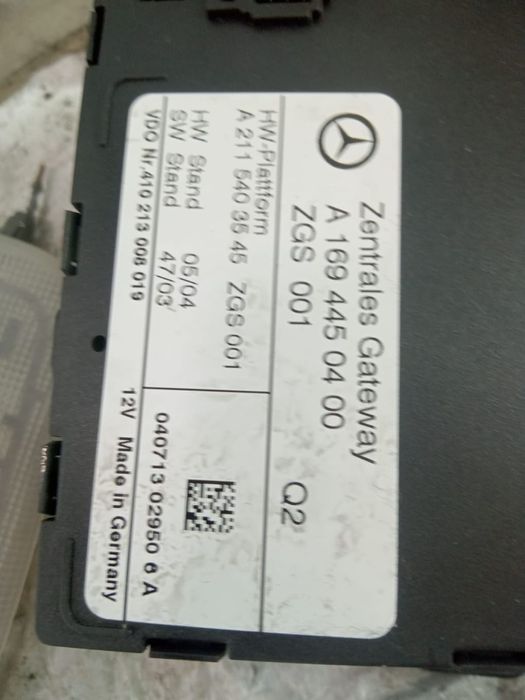 Zentrales Gateway
A 169 445 04 00
ZGS 001
Q2
HW-Plattform
A 211 540 35 45 ZGS 001
HW Stand 05/04
SW Stand 47/03
VDO Nr.410 213 008 019
040713 02950 6 A
12V Made in Germany